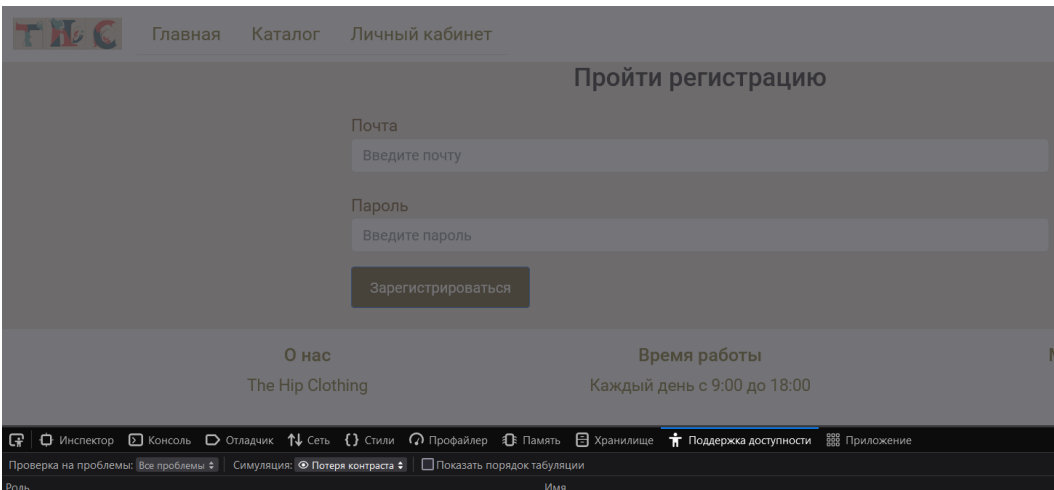 THC
Главная Каталог Личный кабинет
Пройти регистрацию
Почта
Введите почту
Пароль
Введите пароль
Зарегистрироваться
О нас Время работы
The Hip Clothing Каждый день с 9:00 до 18:00
Инспектор Консоль Отладчик Сеть Стили Профайлер Память Хранилище Поддержка доступности Приложение
Проверка на проблемы: Все проблемы Симуляция: Потеря контраста Показать порядок табуляции
Роль Имя